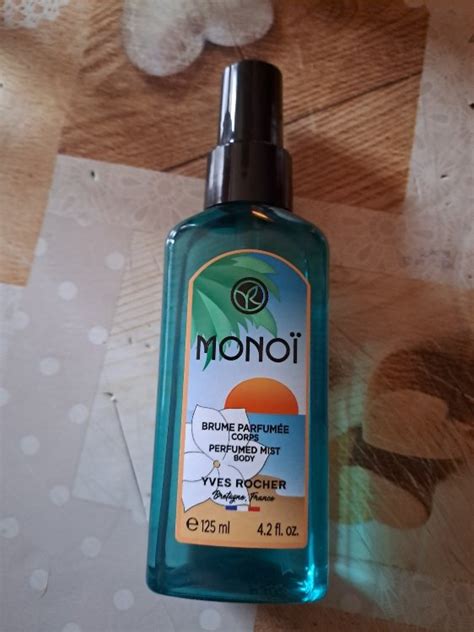 MONOÏ
BRUME PARFUMÉE
CORPS
PERFUMED MIST
BODY
YVES ROCHER
Bretagne, France
e 125 ml 4.2 fl. oz.